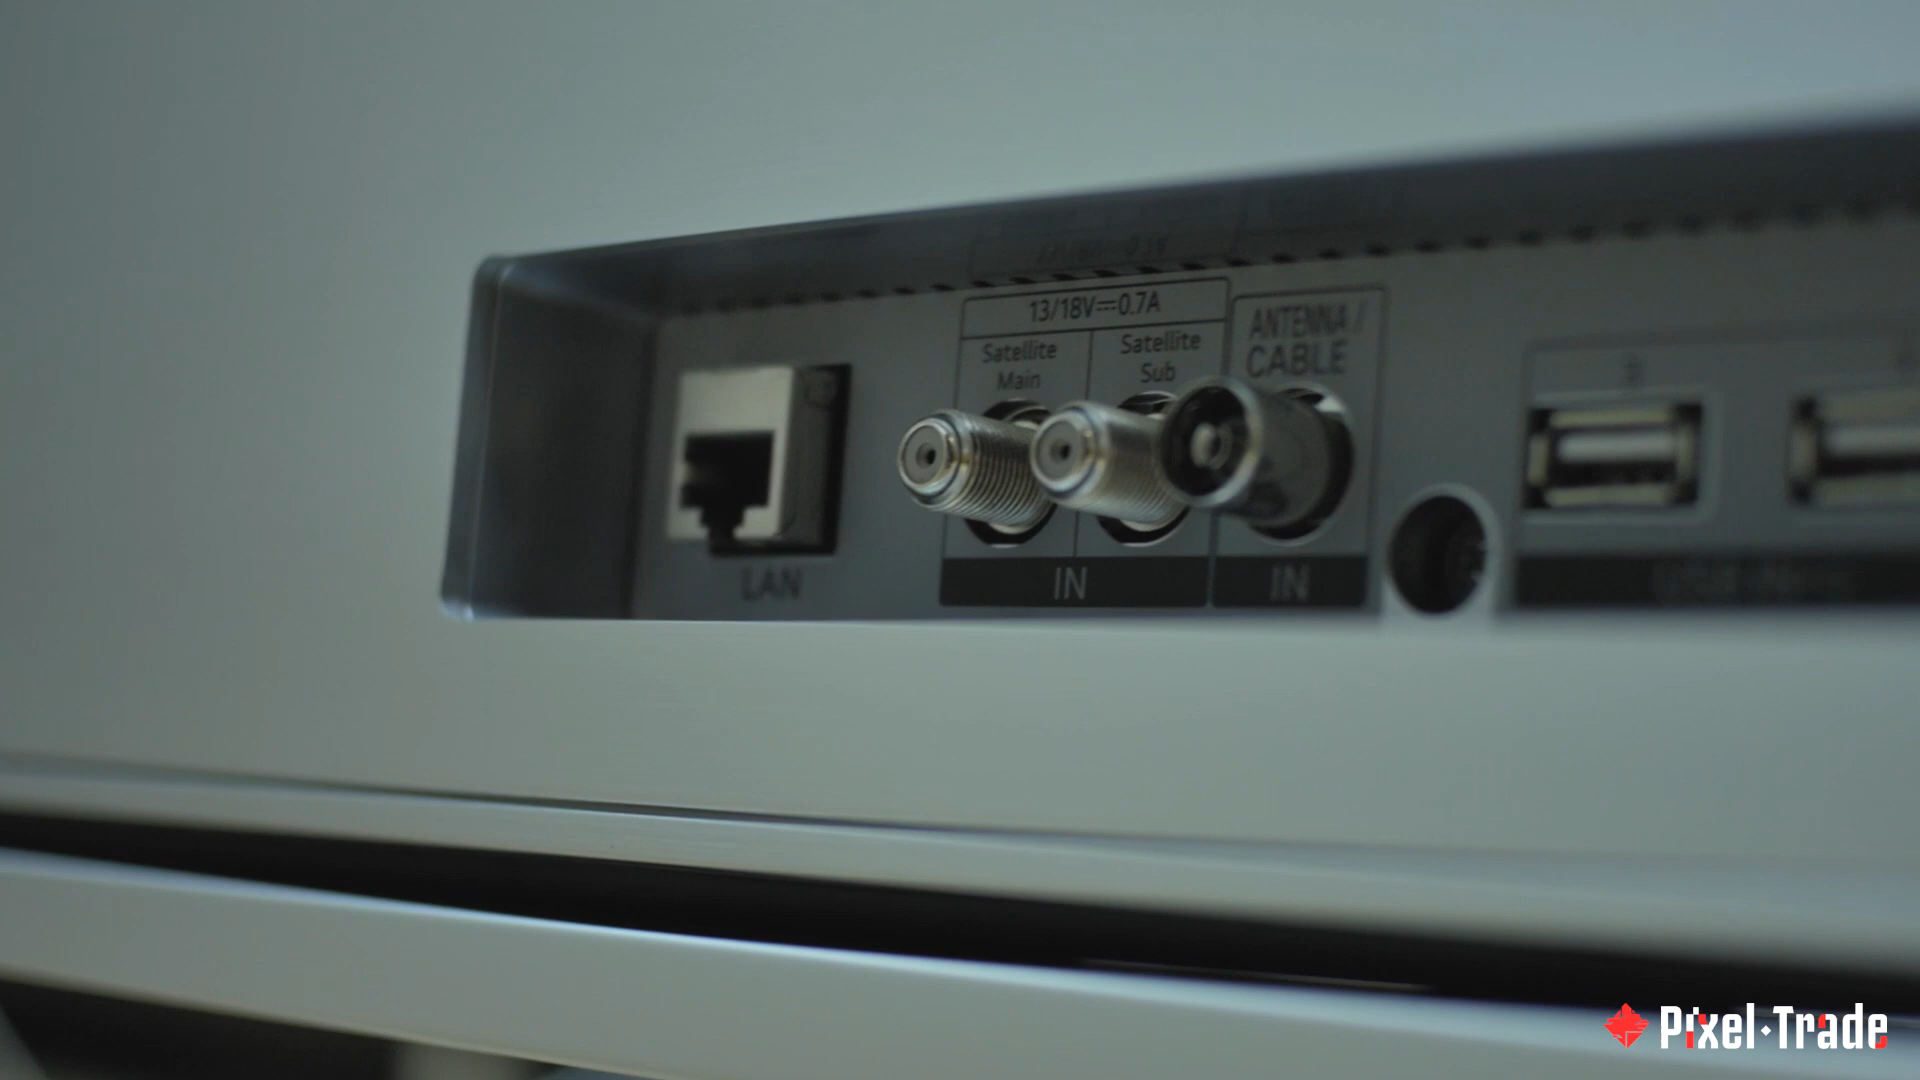 13/18V⎓0.7A
Satellite
Main
Satellite
Sub
ANTENNA /
CABLE
LAN
IN
IN
Pixel·Trade